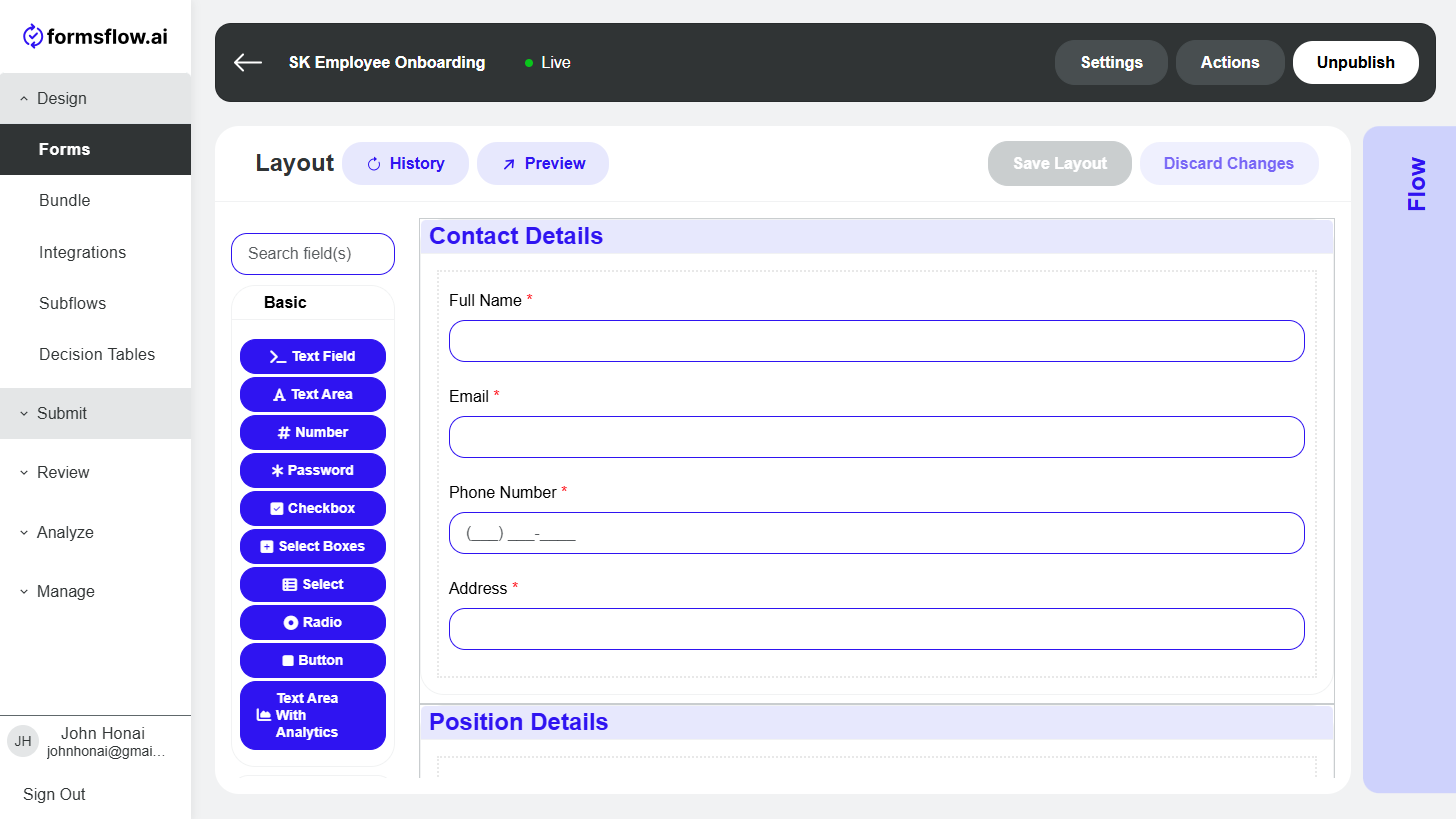 formsflow.ai
Design
Forms
Bundle
Integrations
Subflows
Decision Tables
Submit
Review
Analyze
Manage
JH
John Honai
johnhonai@gmai...
Sign Out
SK Employee Onboarding
Live
Settings
Actions
Unpublish
Layout
History
Preview
Save Layout
Discard Changes
Search field(s)
Basic
Text Field
Text Area
Number
Password
Checkbox
Select Boxes
Select
Radio
Button
Text Area
With
Analytics
Contact Details
Full Name *
Email *
Phone Number *
(___) ___-____
Address *
Position Details
Flow